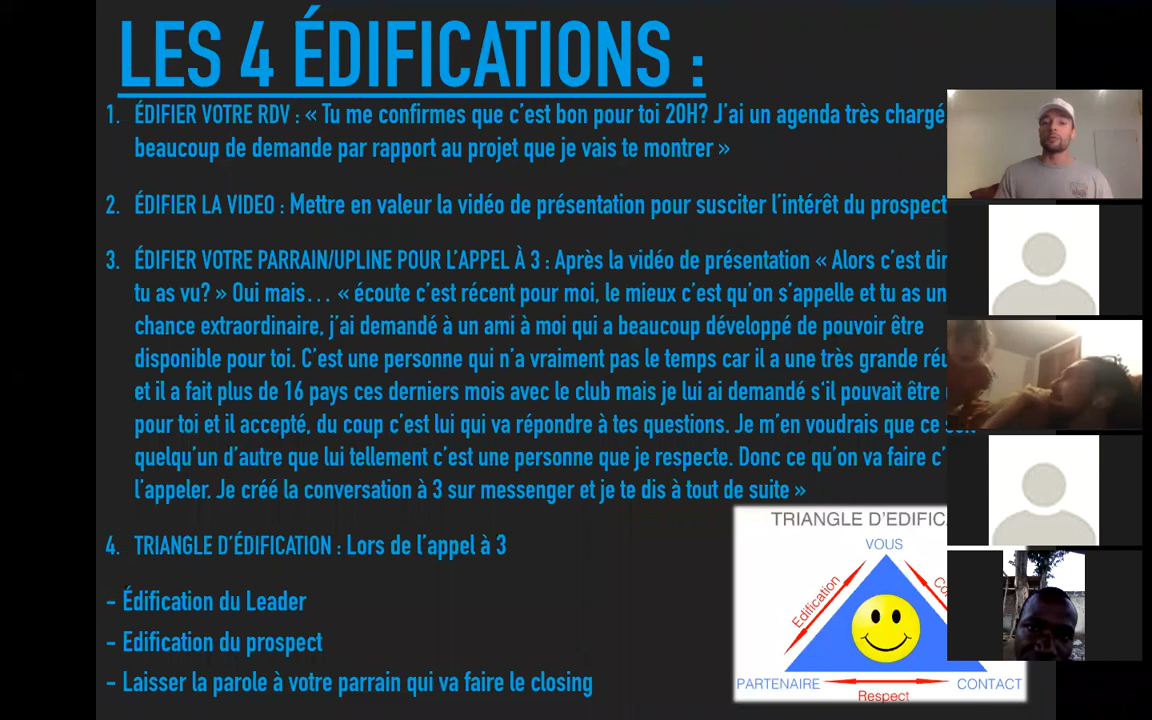 LES 4 ÉDIFICATIONS :
1. ÉDIFIER VOTRE RDV : « Tu me confirmes que c'est bon pour toi 20H? J'ai un agenda très chargé
beaucoup de demande par rapport au projet que je vais te montrer »
2. ÉDIFIER LA VIDEO : Mettre en valeur la vidéo de présentation pour susciter l'intérêt du prospect
3. ÉDIFIER VOTRE PARRAIN/UPLINE POUR L'APPEL À 3 : Après la vidéo de présentation « Alors c'est
tu as vu? » Oui mais... « écoute c'est récent pour moi, le mieux c'est qu'on s'appelle et tu as un
chance extraordinaire, j'ai demandé à un ami à moi qui a beaucoup développé de pouvoir être
disponible pour toi. C'est une personne qui n'a vraiment pas le temps car il a une très grande
et il a fait plus de 16 pays ces derniers mois avec le club mais je lui ai demandé s'il pouvait être
pour toi et il accepté, du coup c'est lui qui va répondre à tes questions. Je m'en voudrais que ce
quelqu'un d'autre que lui tellement c'est une personne que je respecte. Donc ce qu'on va faire
l'appeler. Je créé la conversation à 3 sur messenger et je te dis à tout de suite »
4. TRIANGLE D'ÉDIFICATION : Lors de l'appel à 3
- Édification du Leader
- Edification du prospect
- Laisser la parole à votre parrain qui va faire le closing
TRIANGLE
VOUS
Edification
PARTENAIRE
Respect
CONTACT